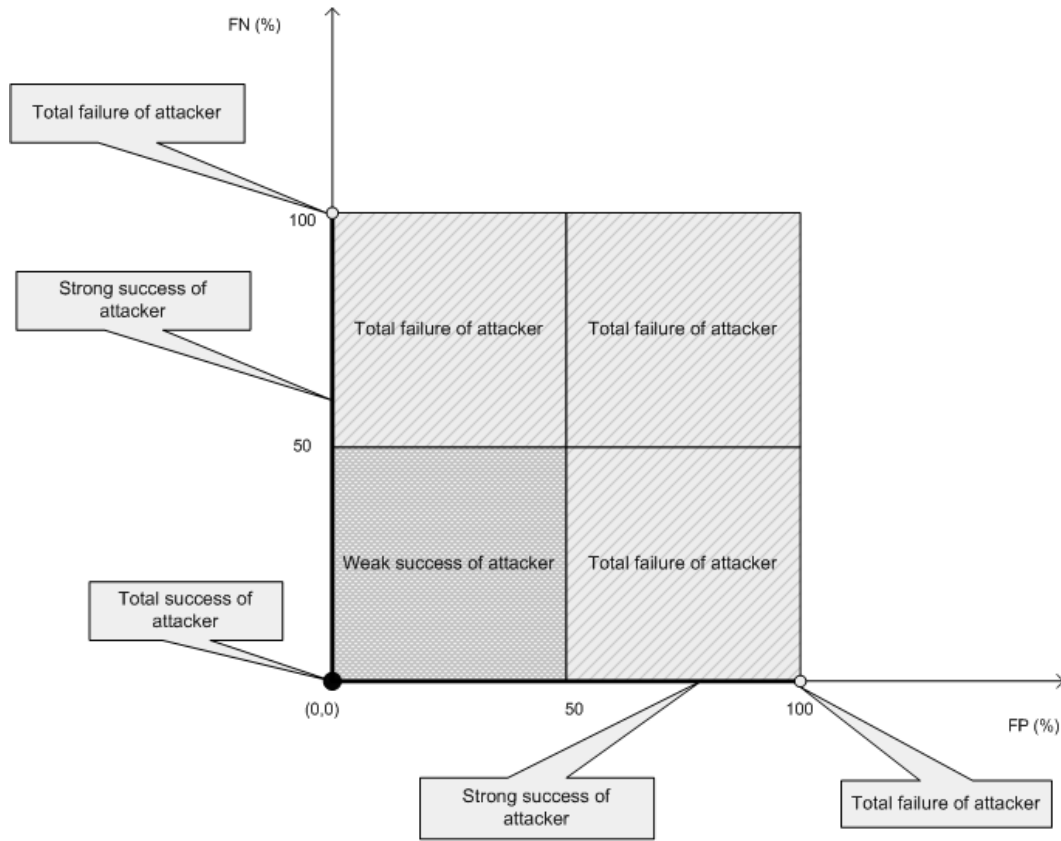 FN (%)
Total failure of attacker
100
Strong success of
attacker
Total failure of attacker
Total failure of attacker
50
Weak success of attacker
Total failure of attacker
Total success of
attacker
(0,0)
50
100
FP (%)
Strong success of
attacker
Total failure of attacker